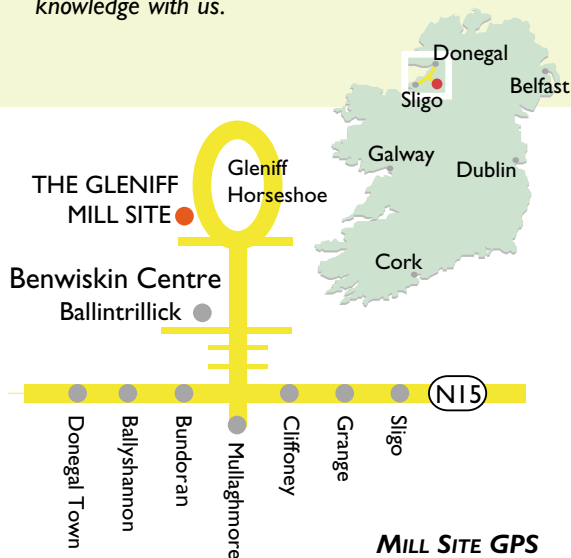 knowledge with us.
Donegal
Belfast
Sligo
Galway
Dublin
Cork
Gleniff
Horseshoe
THE GLENIFF
MILL SITE
Benwiskin Centre
Ballintrillick
N15
Donegal Town
Ballyshannon
Bundoran
Mullaghmore
Cliffoney
Grange
Sligo
MILL SITE GPS